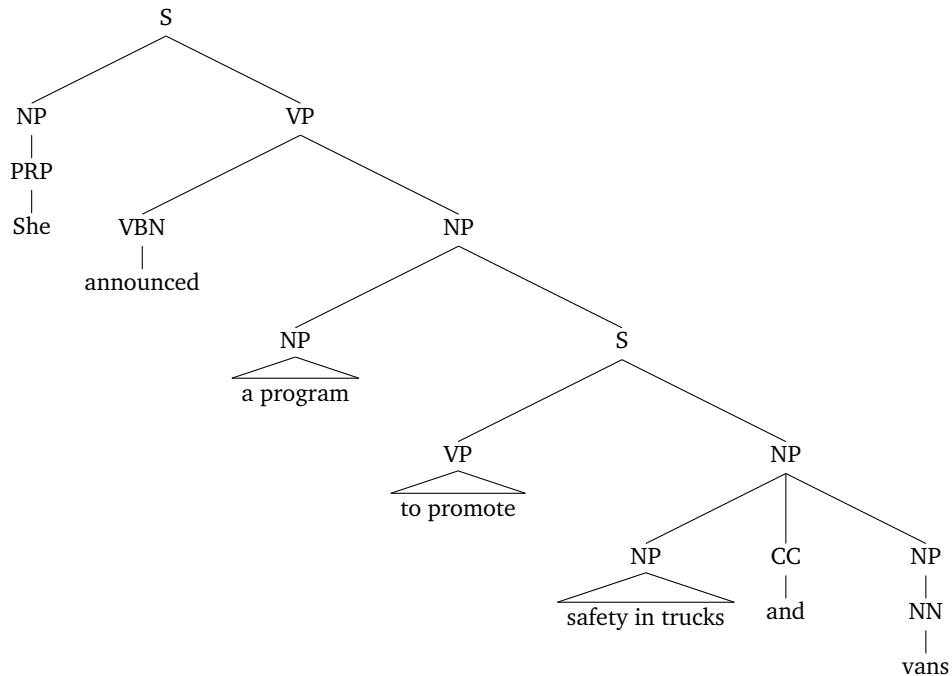 S
NP VP
PRP
She VBN NP
announced
NP S
a program
VP NP
to promote
NP CC NP
safety in trucks and NN
vans